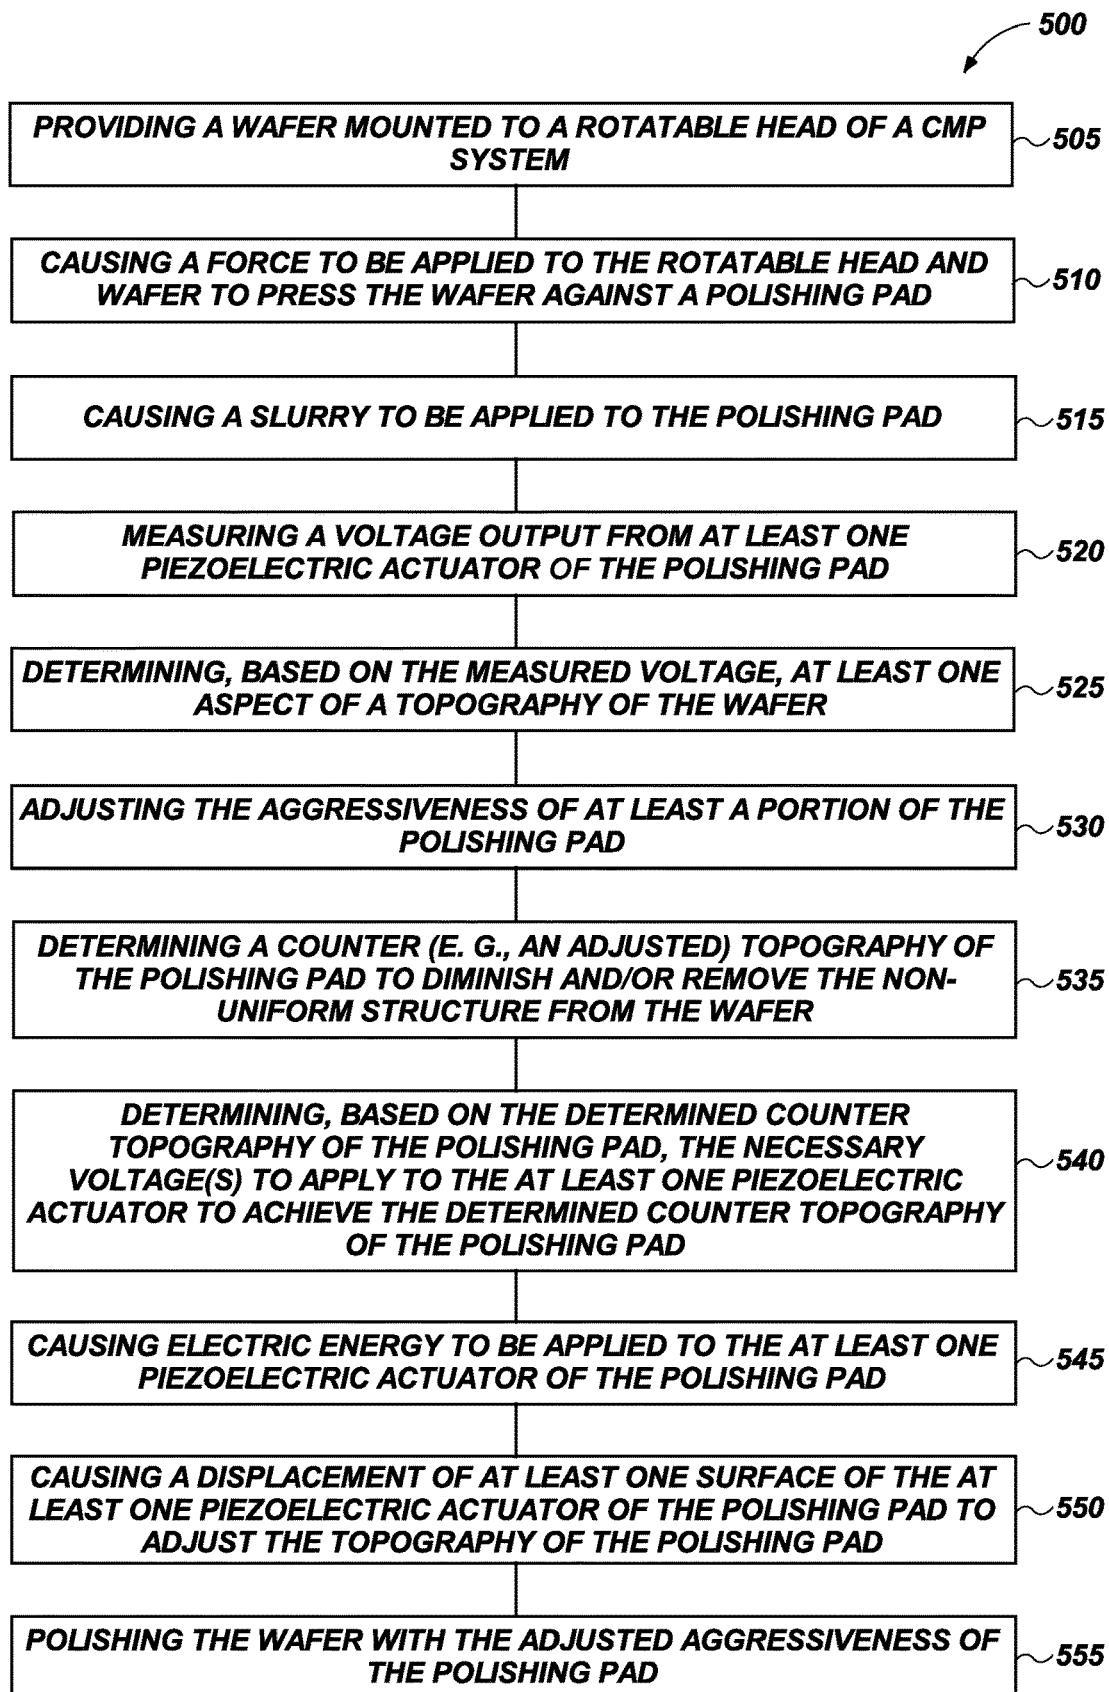 500
PROVIDING A WAFER MOUNTED TO A ROTATABLE HEAD OF A CMP
SYSTEM
505
CAUSING A FORCE TO BE APPLIED TO THE ROTATABLE HEAD AND
WAFER TO PRESS THE WAFER AGAINST A POLISHING PAD
510
CAUSING A SLURRY TO BE APPLIED TO THE POLISHING PAD
515
MEASURING A VOLTAGE OUTPUT FROM AT LEAST ONE
PIEZOELECTRIC ACTUATOR OF THE POLISHING PAD
520
DETERMINING, BASED ON THE MEASURED VOLTAGE, AT LEAST ONE
ASPECT OF A TOPOGRAPHY OF THE WAFER
525
ADJUSTING THE AGGRESSIVENESS OF AT LEAST A PORTION OF THE
POLISHING PAD
530
DETERMINING A COUNTER (E. G., AN ADJUSTED) TOPOGRAPHY OF
THE POLISHING PAD TO DIMINISH AND/OR REMOVE THE NON-
UNIFORM STRUCTURE FROM THE WAFER
535
DETERMINING, BASED ON THE DETERMINED COUNTER
TOPOGRAPHY OF THE POLISHING PAD, THE NECESSARY
VOLTAGE(S) TO APPLY TO THE AT LEAST ONE PIEZOELECTRIC
ACTUATOR TO ACHIEVE THE DETERMINED COUNTER TOPOGRAPHY
OF THE POLISHING PAD
540
CAUSING ELECTRIC ENERGY TO BE APPLIED TO THE AT LEAST ONE
PIEZOELECTRIC ACTUATOR OF THE POLISHING PAD
545
CAUSING A DISPLACEMENT OF AT LEAST ONE SURFACE OF THE AT
LEAST ONE PIEZOELECTRIC ACTUATOR OF THE POLISHING PAD TO
ADJUST THE TOPOGRAPHY OF THE POLISHING PAD
550
POLISHING THE WAFER WITH THE ADJUSTED AGGRESSIVENESS OF
THE POLISHING PAD
555